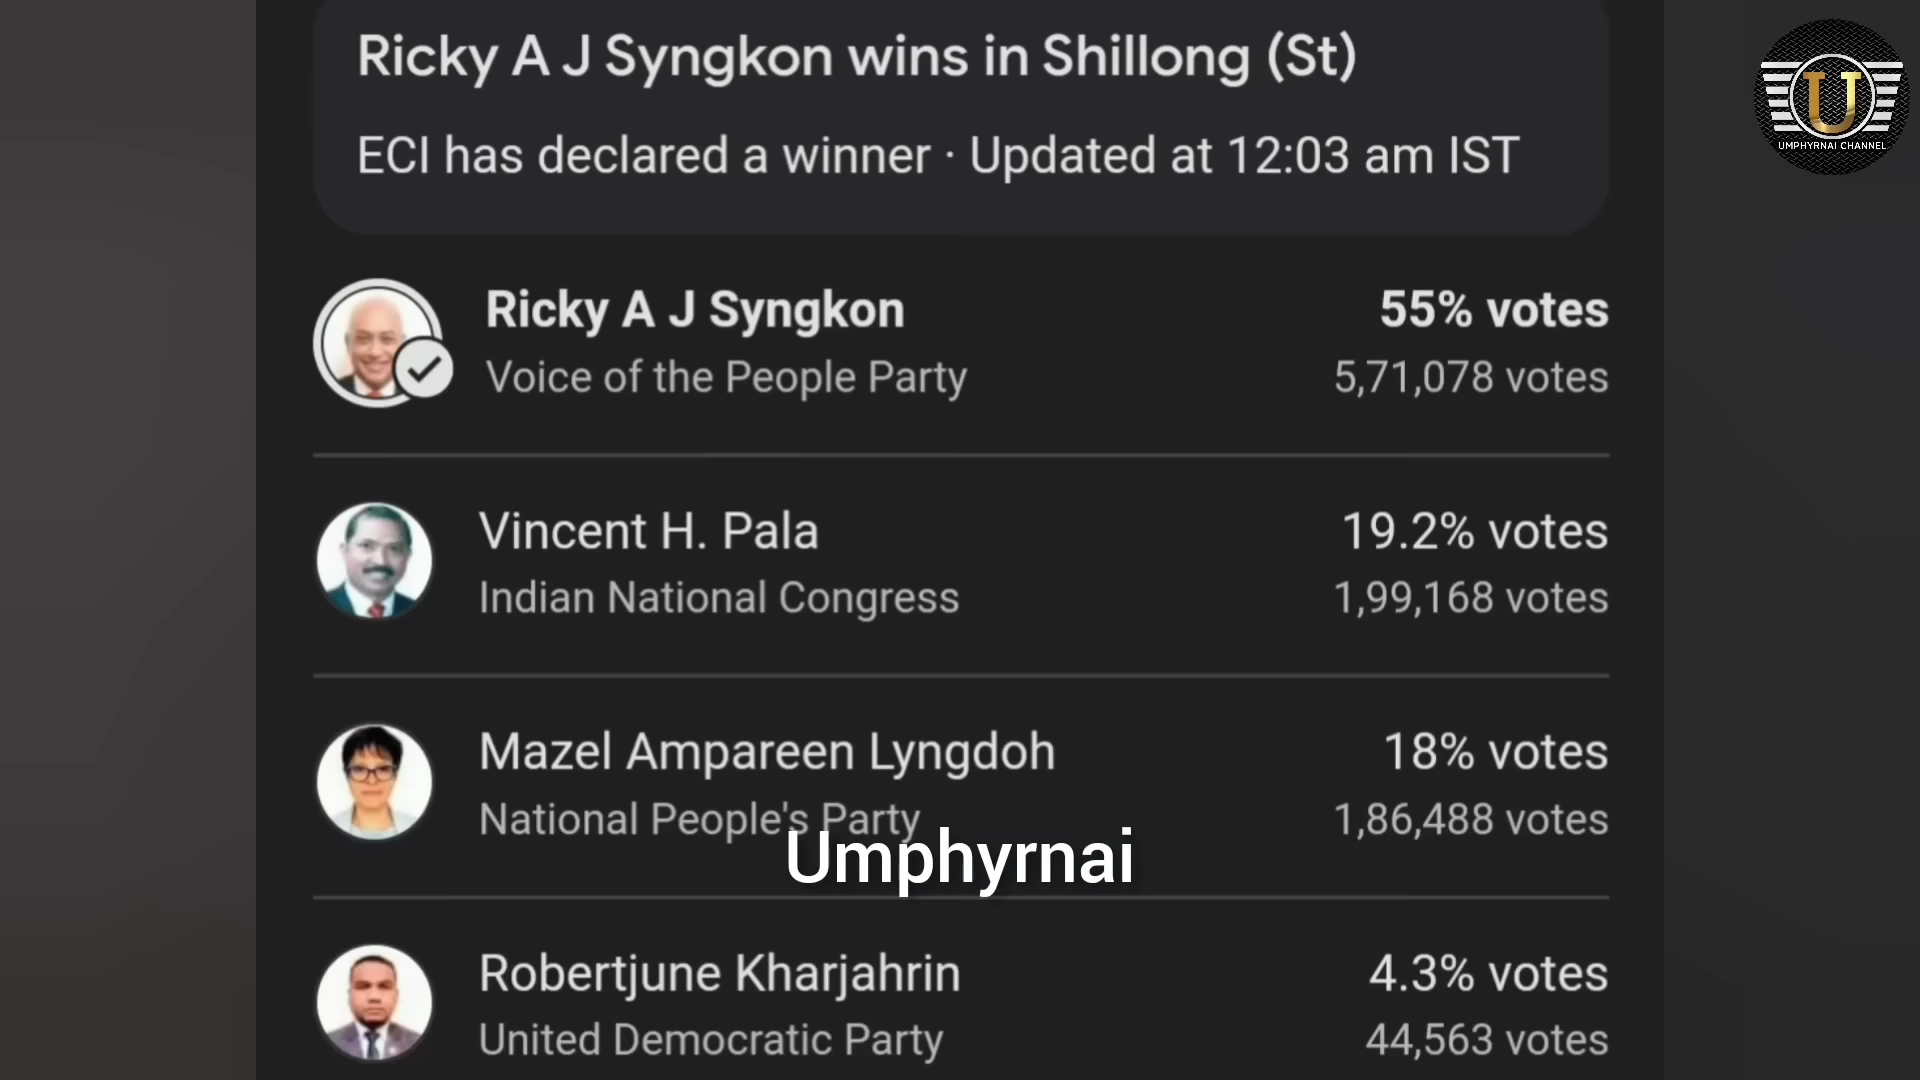 Ricky A J Syngkon wins in Shillong (St)
ECI has declared a winner · Updated at 12:03 am IST
U
UMPHYRNAI CHANNEL
Ricky A J Syngkon
55% votes
Voice of the People Party
5,71,078 votes
Vincent H. Pala
19.2% votes
Indian National Congress
1,99,168 votes
Mazel Ampareen Lyngdoh
18% votes
National People's Party
1,86,488 votes
Umphyrnai
Robertjune Kharjahrin
4.3% votes
United Democratic Party
44,563 votes